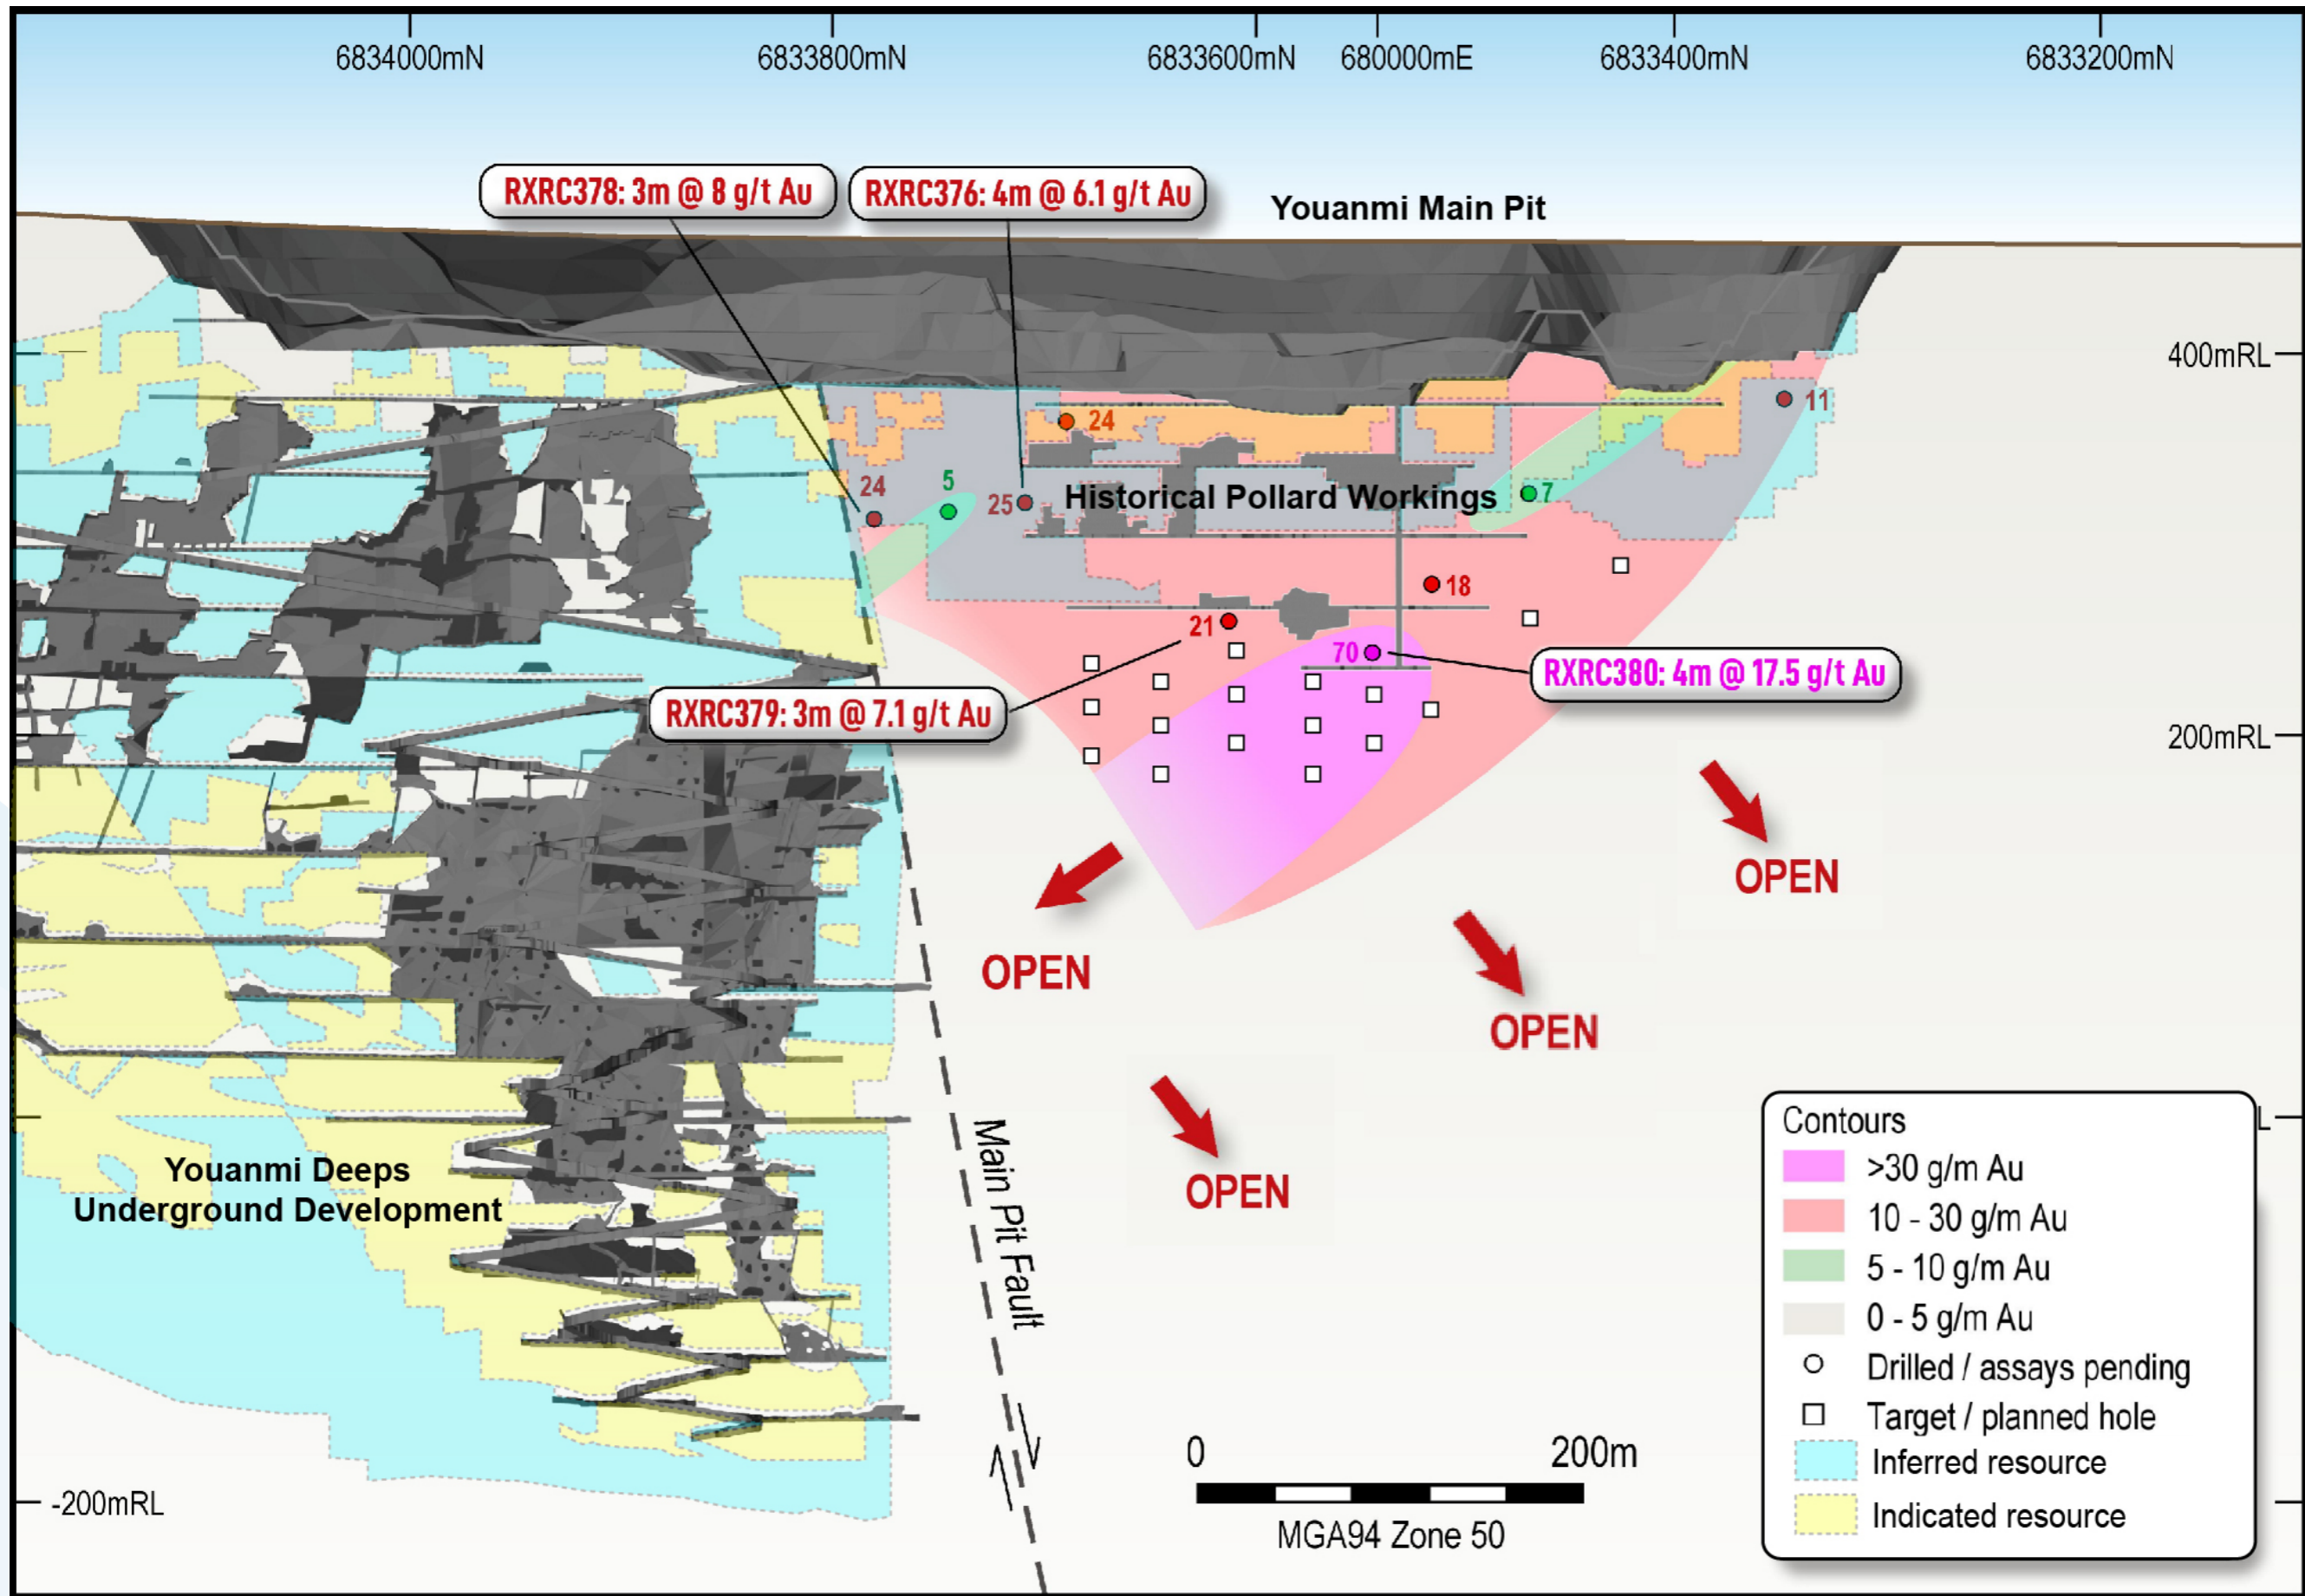 6834000mN
6833800mN
6833600mN
680000mE
6833400mN
6833200mN
RXRC378: 3m @ 8 g/t Au
RXRC376: 4m @ 6.1 g/t Au
Youanmi Main Pit
400mRL
11
24
24
5
25
Historical Pollard Workings
7
18
21
70
RXRC380: 4m @ 17.5 g/t Au
RXRC379: 3m @ 7.1 g/t Au
200mRL
OPEN
OPEN
OPEN
OPEN
Main Pit Fault
Youanmi Deeps
Underground Development
L
Contours
>30 g/m Au
10 - 30 g/m Au
5 - 10 g/m Au
0 - 5 g/m Au
Drilled / assays pending
Target / planned hole
Inferred resource
Indicated resource
0 200m
MGA94 Zone 50
-200mRL